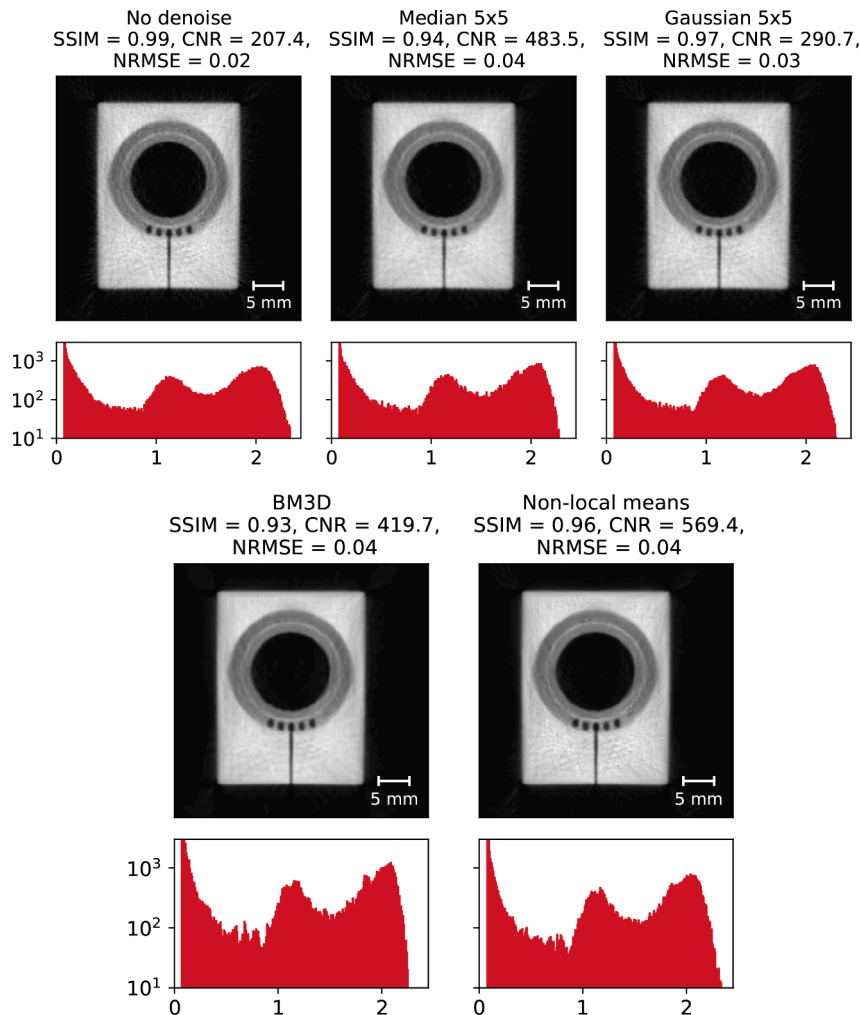 No denoise
SSIM = 0.99, CNR = 207.4,
NRMSE = 0.02
Median 5x5
SSIM = 0.94, CNR = 483.5,
NRMSE = 0.04
Gaussian 5x5
SSIM = 0.97, CNR = 290.7,
NRMSE = 0.03
5 mm
5 mm
5 mm
10³
10²
10¹
0 1 2
0 1 2
0 1 2
BM3D
SSIM = 0.93, CNR = 419.7,
NRMSE = 0.04
Non-local means
SSIM = 0.96, CNR = 569.4,
NRMSE = 0.04
5 mm
5 mm
10³
10²
10¹
0 1 2
0 1 2